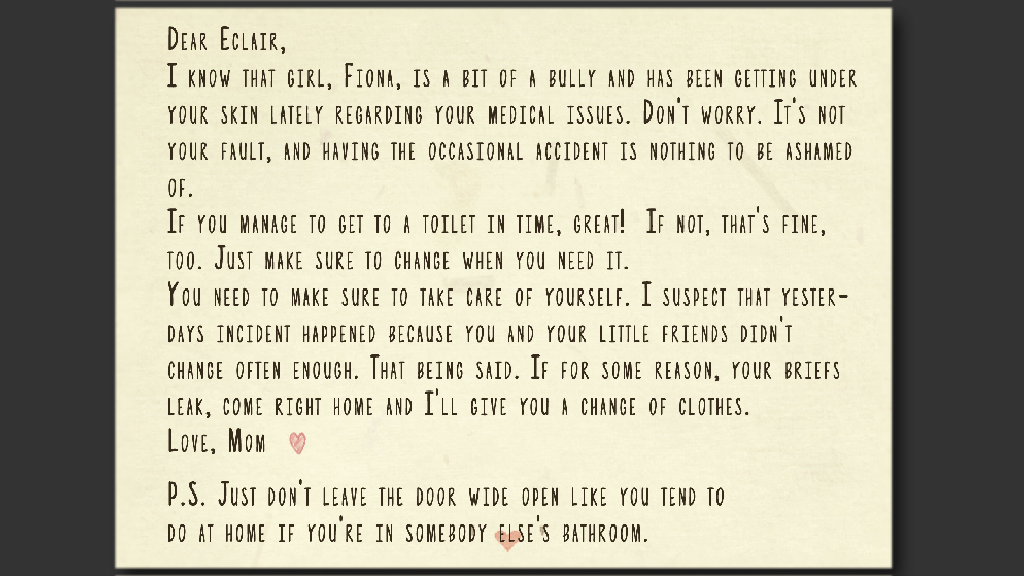 Dear Eclair,
I know that girl, Fiona, is a bit of a bully and has been getting under
your skin lately regarding your medical issues. Don't worry. It's not
your fault, and having the occasional accident is nothing to be ashamed
of.
If you manage to get to a toilet in time, great! If not, that's fine,
too. Just make sure to change when you need it.
You need to make sure to take care of yourself. I suspect that yester-
days incident happened because you and your little friends didn't
change often enough. That being said. If for some reason, your briefs
leak, come right home and I'll give you a change of clothes.
Love, Mom
P.S. Just don't leave the door wide open like you tend to
do at home if you're in somebody else's bathroom.